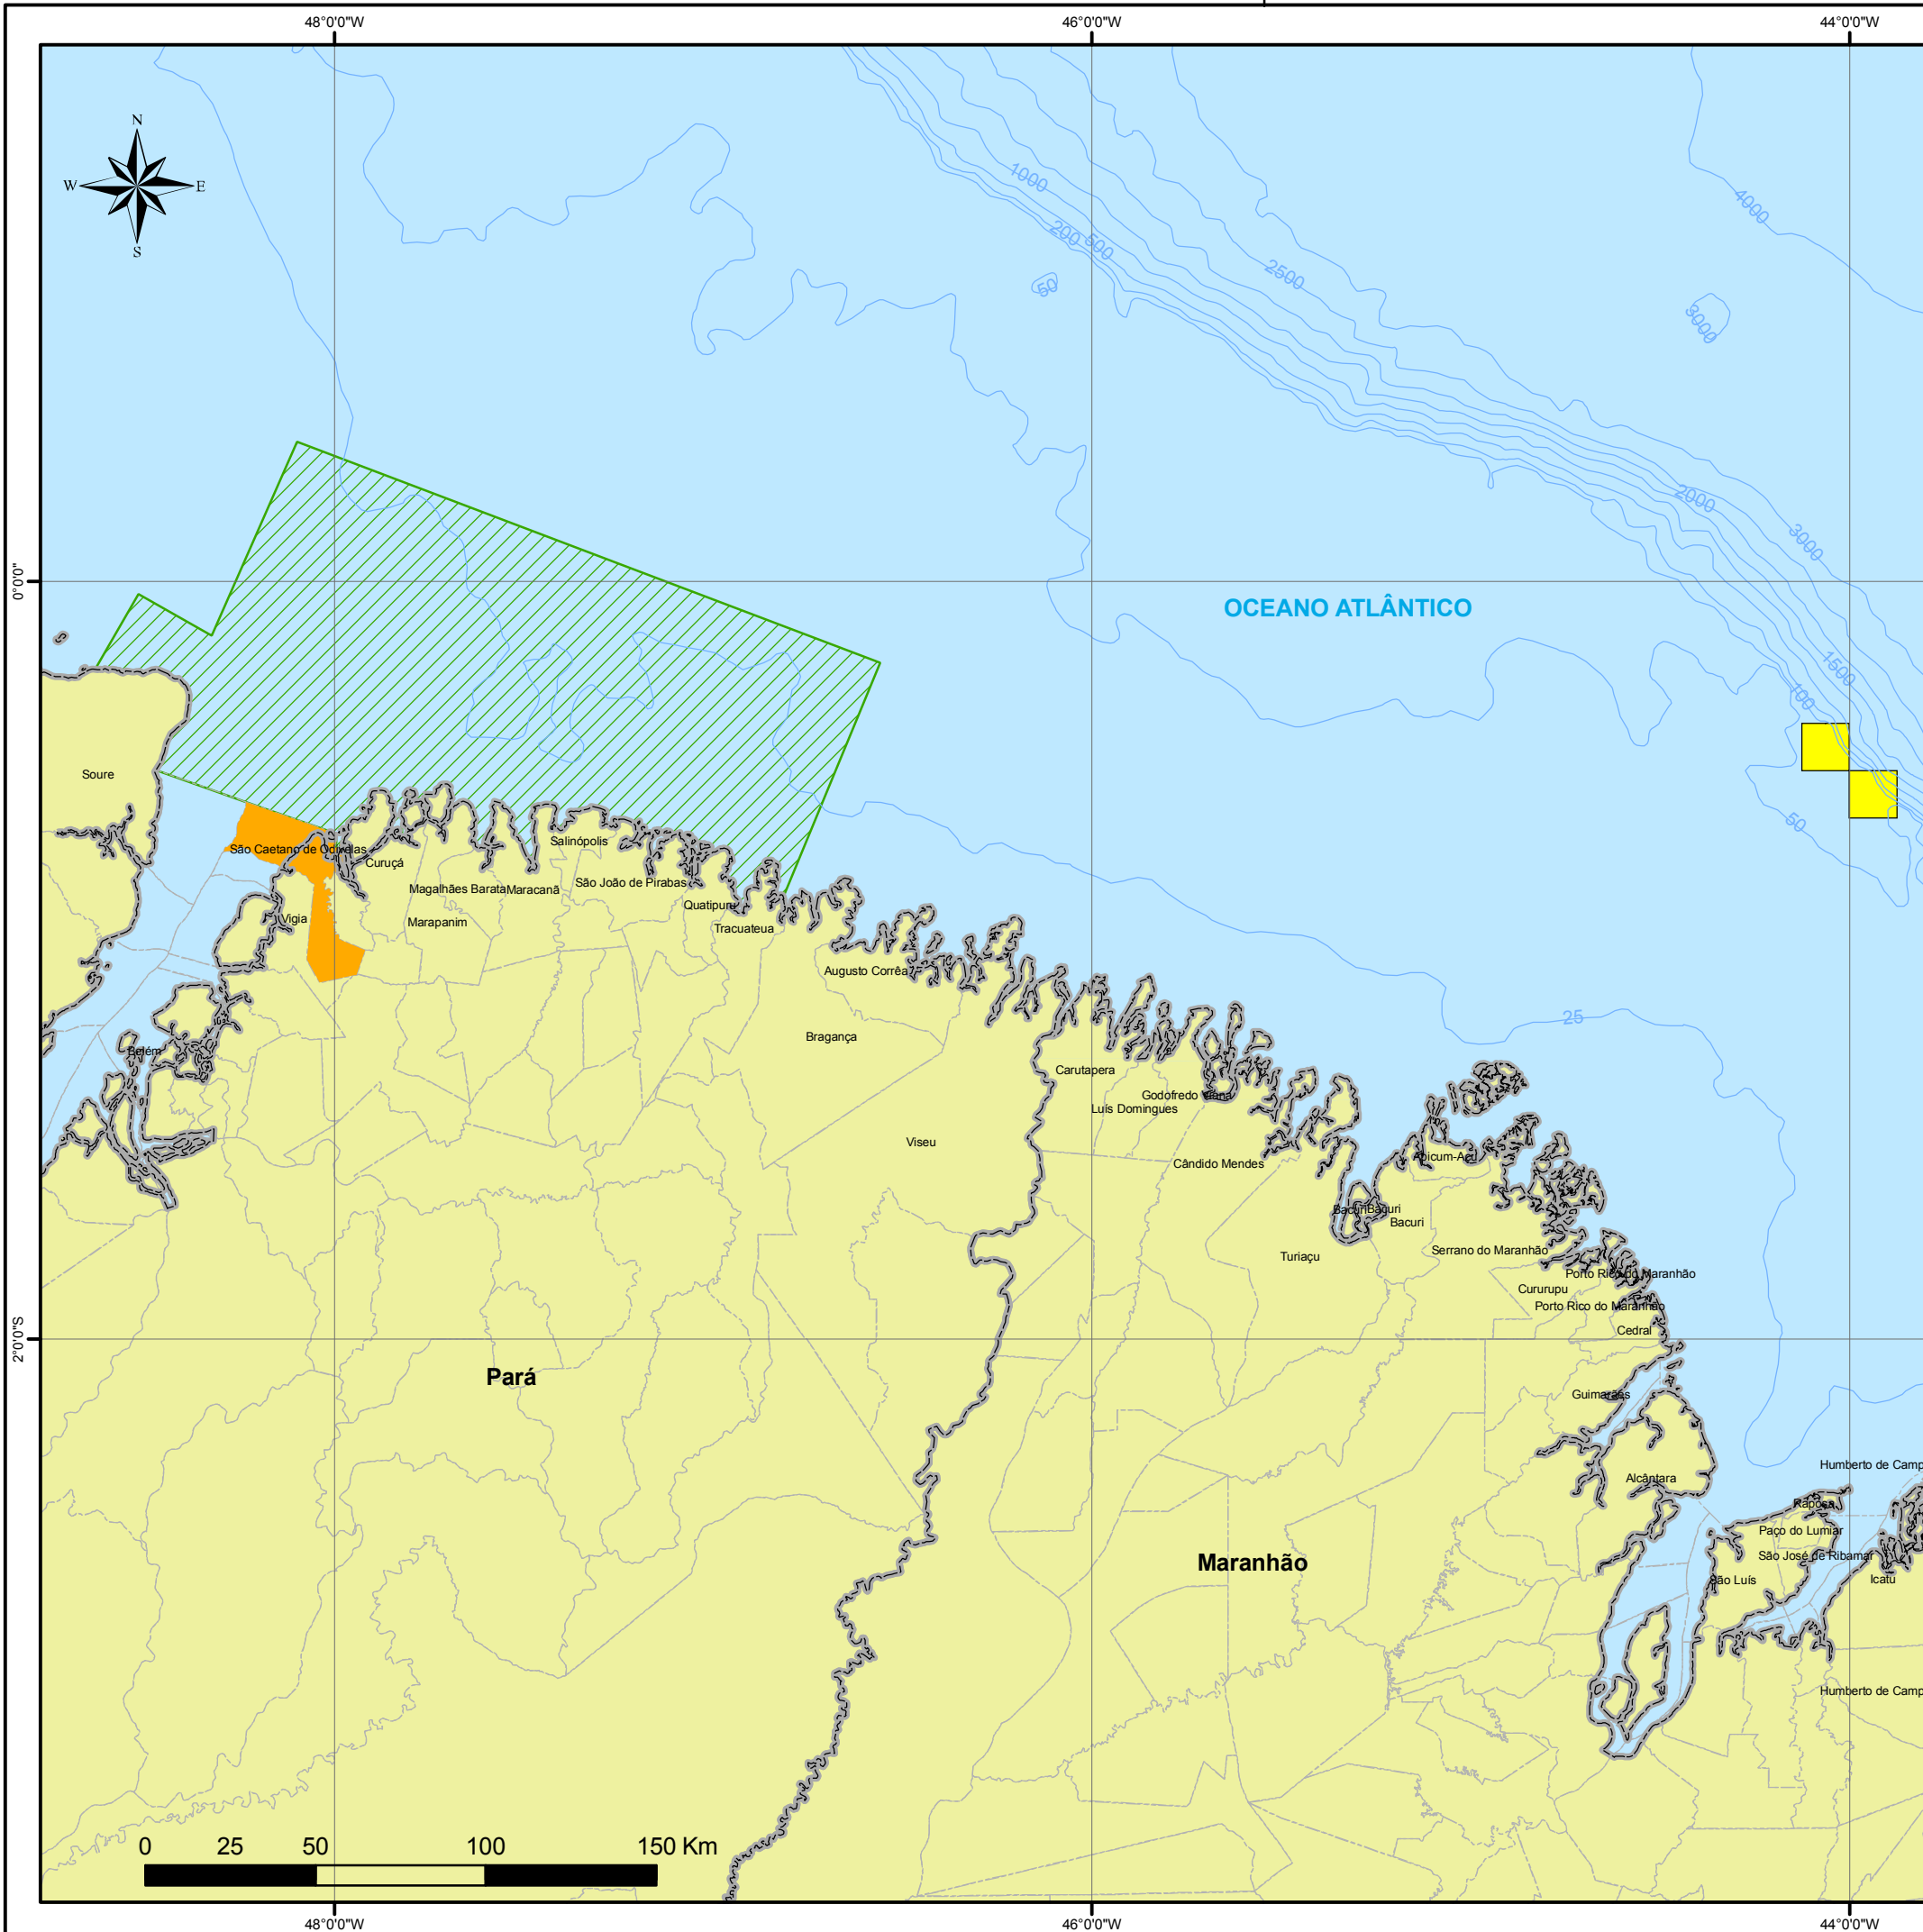 48°0'0"W
46°0'0"W
44°0'0"W
N
W
E
S
1000
200
500
2500
50
4000
3000
2000
3000
0°0'0"
OCEANO ATLÂNTICO
1500
100
50
Soure
São Caetano de Odivelas
Curuçá
Salinópolis
Magalhães Barata
Maracanã
São João de Pirabas
Quatipuru
Vigia
Marapanim
Tracuateua
Augusto Corrêa
25
Bragança
Belém
Carutapera
Godofredo Viana
Luís Domingues
Viseu
Cândido Mendes
Apicum-Açu
Bacuri
Bacuri
Bacuri
Serrano do Maranhão
Turiaçu
Porto Rico do Maranhão
Cururupu
Porto Rico do Maranhão
Cedral
2°0'0"S
Pará
Guimarães
Humberto de Camp
Alcântara
Raposa
Paço do Lumiar
São José de Ribamar
Maranhão
São Luís
Icatu
Humberto de Camp
0
25
50
100
150 Km
48°0'0"W
46°0'0"W
44°0'0"W